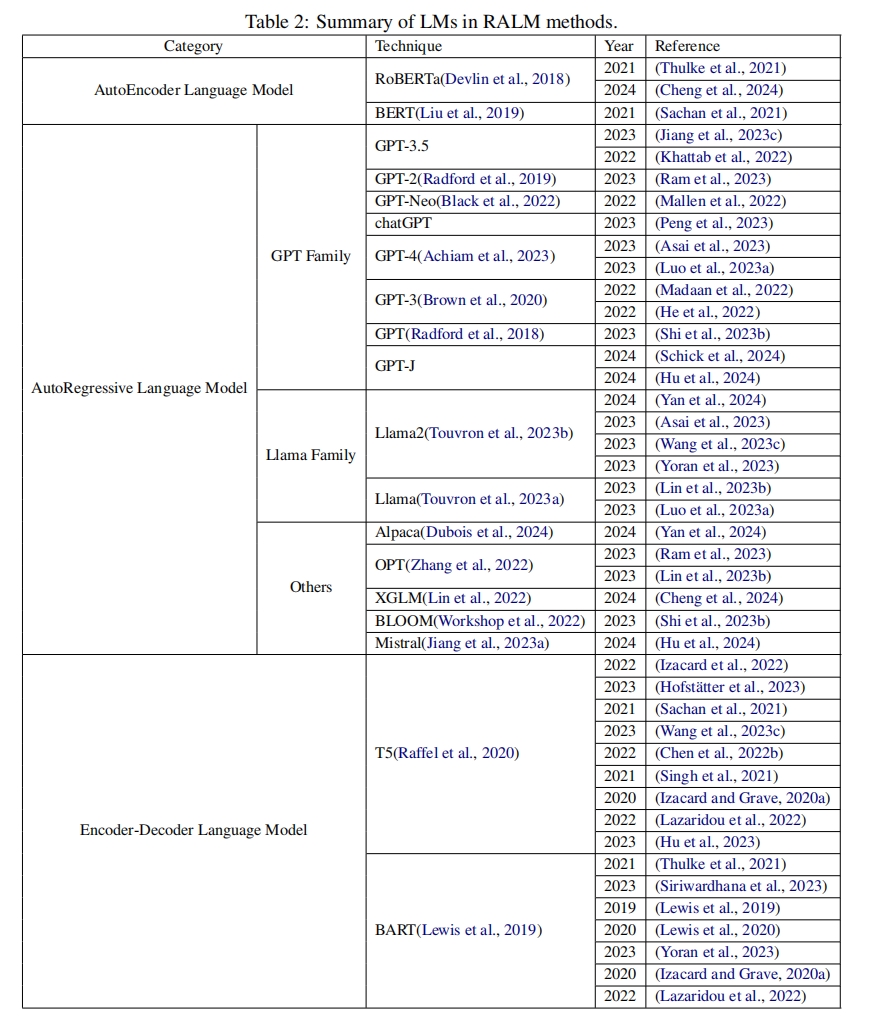 Table 2: Summary of LMs in RALM methods.
Category Technique Year Reference
AutoEncoder Language Model RoBERTa(Devlin et al., 2018) 2021 (Thulke et al., 2021)
2024 (Cheng et al., 2024)
BERT(Liu et al., 2019) 2021 (Sachan et al., 2021)
AutoRegressive Language Model GPT Family GPT-3.5 2023 (Jiang et al., 2023c)
2022 (Khattab et al., 2022)
GPT-2(Radford et al., 2019) 2023 (Ram et al., 2023)
GPT-Neo(Black et al., 2022) 2022 (Mallen et al., 2022)
chatGPT 2023 (Peng et al., 2023)
GPT-4(Achiam et al., 2023) 2023 (Asai et al., 2023)
2023 (Luo et al., 2023a)
GPT-3(Brown et al., 2020) 2022 (Madaan et al., 2022)
2022 (He et al., 2022)
GPT(Radford et al., 2018) 2023 (Shi et al., 2023b)
GPT-J 2024 (Schick et al., 2024)
2024 (Hu et al., 2024)
Llama Family Llama2(Touvron et al., 2023b) 2024 (Yan et al., 2024)
2023 (Asai et al., 2023)
2023 (Wang et al., 2023c)
2023 (Yoran et al., 2023)
Llama(Touvron et al., 2023a) 2023 (Lin et al., 2023b)
2023 (Luo et al., 2023a)
Others Alpaca(Dubois et al., 2024) 2024 (Yan et al., 2024)
OPT(Zhang et al., 2022) 2023 (Ram et al., 2023)
2023 (Lin et al., 2023b)
XGLM(Lin et al., 2022) 2024 (Cheng et al., 2024)
BLOOM(Workshop et al., 2022) 2023 (Shi et al., 2023b)
Mistral(Jiang et al., 2023a) 2024 (Hu et al., 2024)
Encoder-Decoder Language Model T5(Raffel et al., 2020) 2022 (Izacard et al., 2022)
2023 (Hofstätter et al., 2023)
2021 (Sachan et al., 2021)
2023 (Wang et al., 2023c)
2022 (Chen et al., 2022b)
2021 (Singh et al., 2021)
2020 (Izacard and Grave, 2020a)
2022 (Lazaridou et al., 2022)
2023 (Hu et al., 2023)
BART(Lewis et al., 2019) 2021 (Thulke et al., 2021)
2023 (Siriwardhana et al., 2023)
2019 (Lewis et al., 2019)
2020 (Lewis et al., 2020)
2023 (Yoran et al., 2023)
2020 (Izacard and Grave, 2020a)
2022 (Lazaridou et al., 2022)